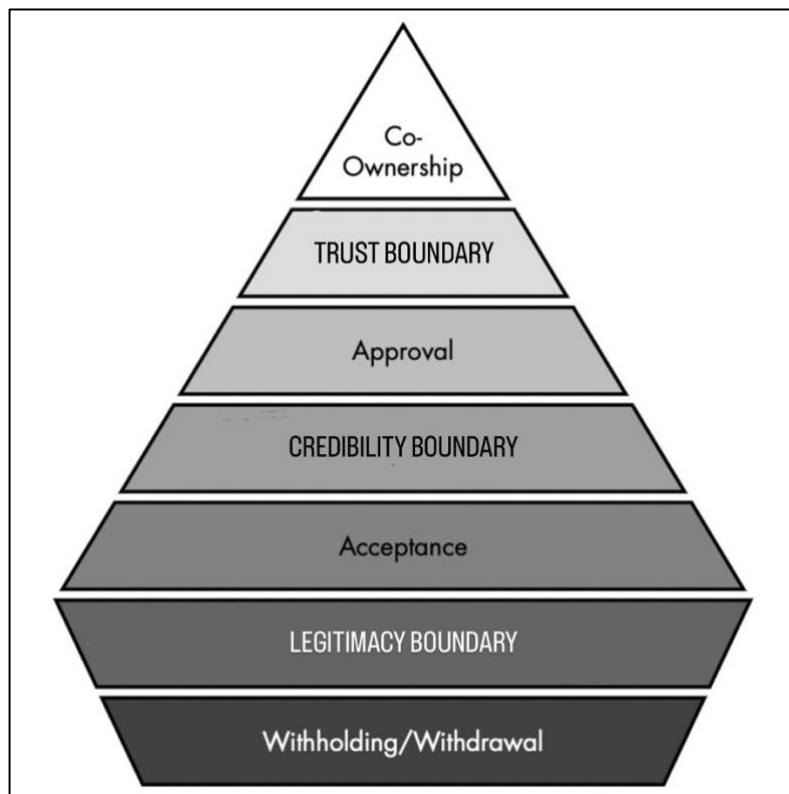 Co-
Ownership
TRUST BOUNDARY
Approval
CREDIBILITY BOUNDARY
Acceptance
LEGITIMACY BOUNDARY
Withholding/Withdrawal